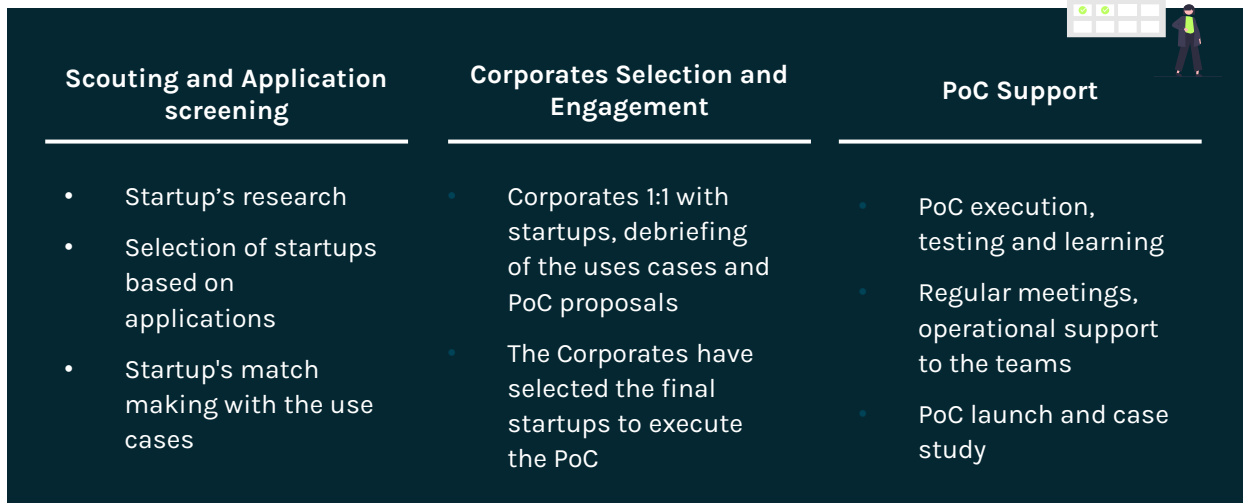 Scouting and Application
screening
• Startup’s research
• Selection of startups
based on
applications
• Startup's match
making with the use
cases
Corporates Selection and
Engagement
• Corporates 1:1 with
startups, debriefing
of the uses cases and
PoC proposals
• The Corporates have
selected the final
startups to execute
the PoC
PoC Support
• PoC execution,
testing and learning
• Regular meetings,
operational support
to the teams
• PoC launch and case
study